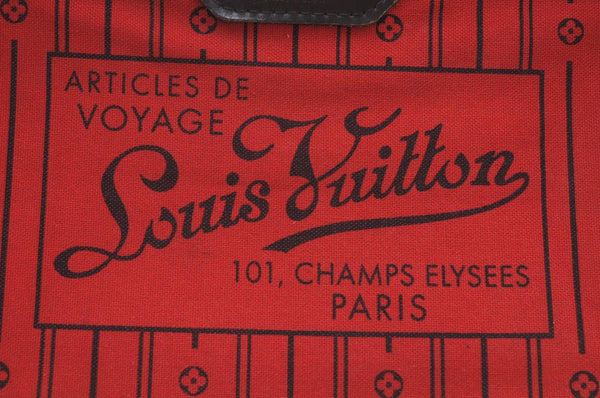 ARTICLES DE
VOYAGE
Louis Vuitton
101, CHAMPS ELYSEES
PARIS